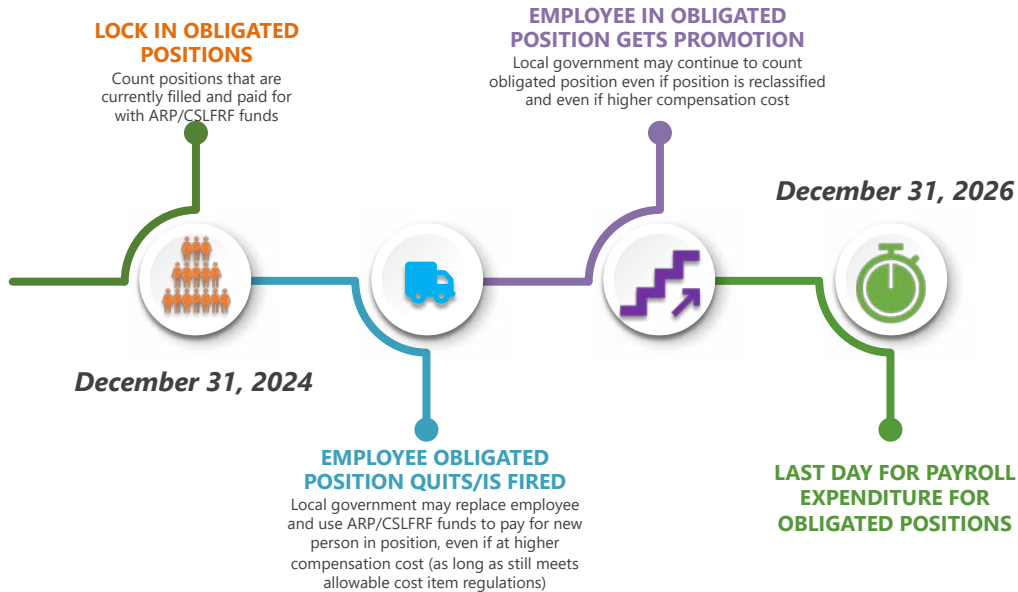 LOCK IN OBLIGATED
POSITIONS
Count positions that are
currently filled and paid for
with ARP/CSLFRF funds
December 31, 2024
EMPLOYEE OBLIGATED
POSITION QUITS/IS FIRED
Local government may replace employee
and use ARP/CSLFRF funds to pay for new
person in position, even if at higher
compensation cost (as long as still meets
allowable cost item regulations)
EMPLOYEE IN OBLIGATED
POSITION GETS PROMOTION
Local government may continue to count
obligated position even if position is reclassified
and even if higher compensation cost
December 31, 2026
LAST DAY FOR PAYROLL
EXPENDITURE FOR
OBLIGATED POSITIONS